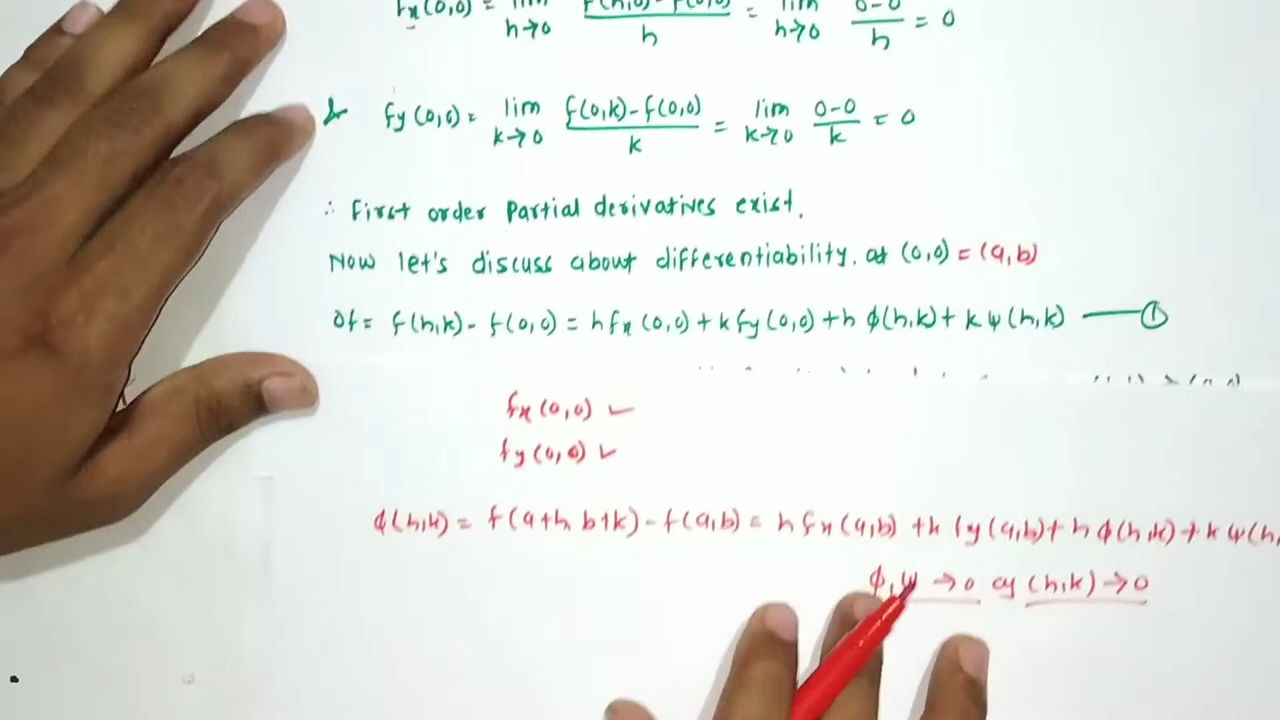 fx(0,0) = lim h→0 f(h,0)-f(0,0) / h = lim h→0 0-0 / h = 0
& fy(0,0) = lim k→0 f(0,k)-f(0,0) / k = lim k→0 0-0 / k = 0
∴ First order partial derivatives exist.
Now let's discuss about differentiability. at (0,0) = (a,b)
δf = f(h,k) - f(0,0) = h fx(0,0) + k fy(0,0) + h ϕ(h,k) + k ψ(h,k) —— ①
fx(0,0) ✓
fy(0,0) ✓
ϕ(h,k) = f(a+h, b+k) - f(a,b) = h fx(a,b) + k fy(a,b) + h ϕ(h,k) + k ψ(h,
ϕ,ψ → 0 as (h,k) → 0